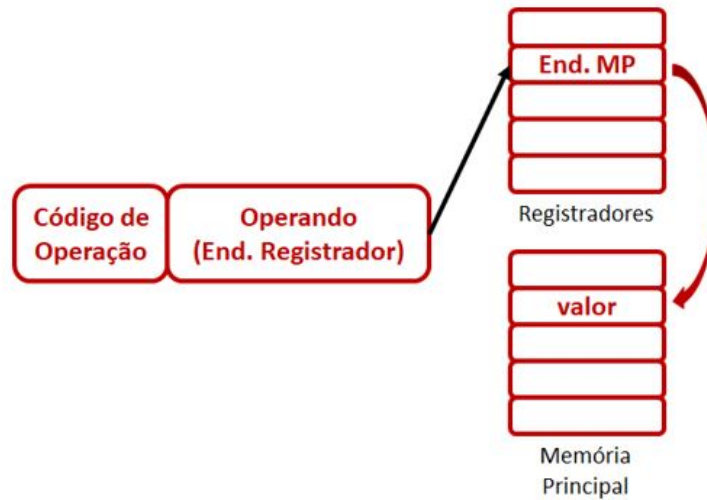 Código de
Operação
Operando
(End. Registrador)
End. MP
Registradores
valor
Memória
Principal